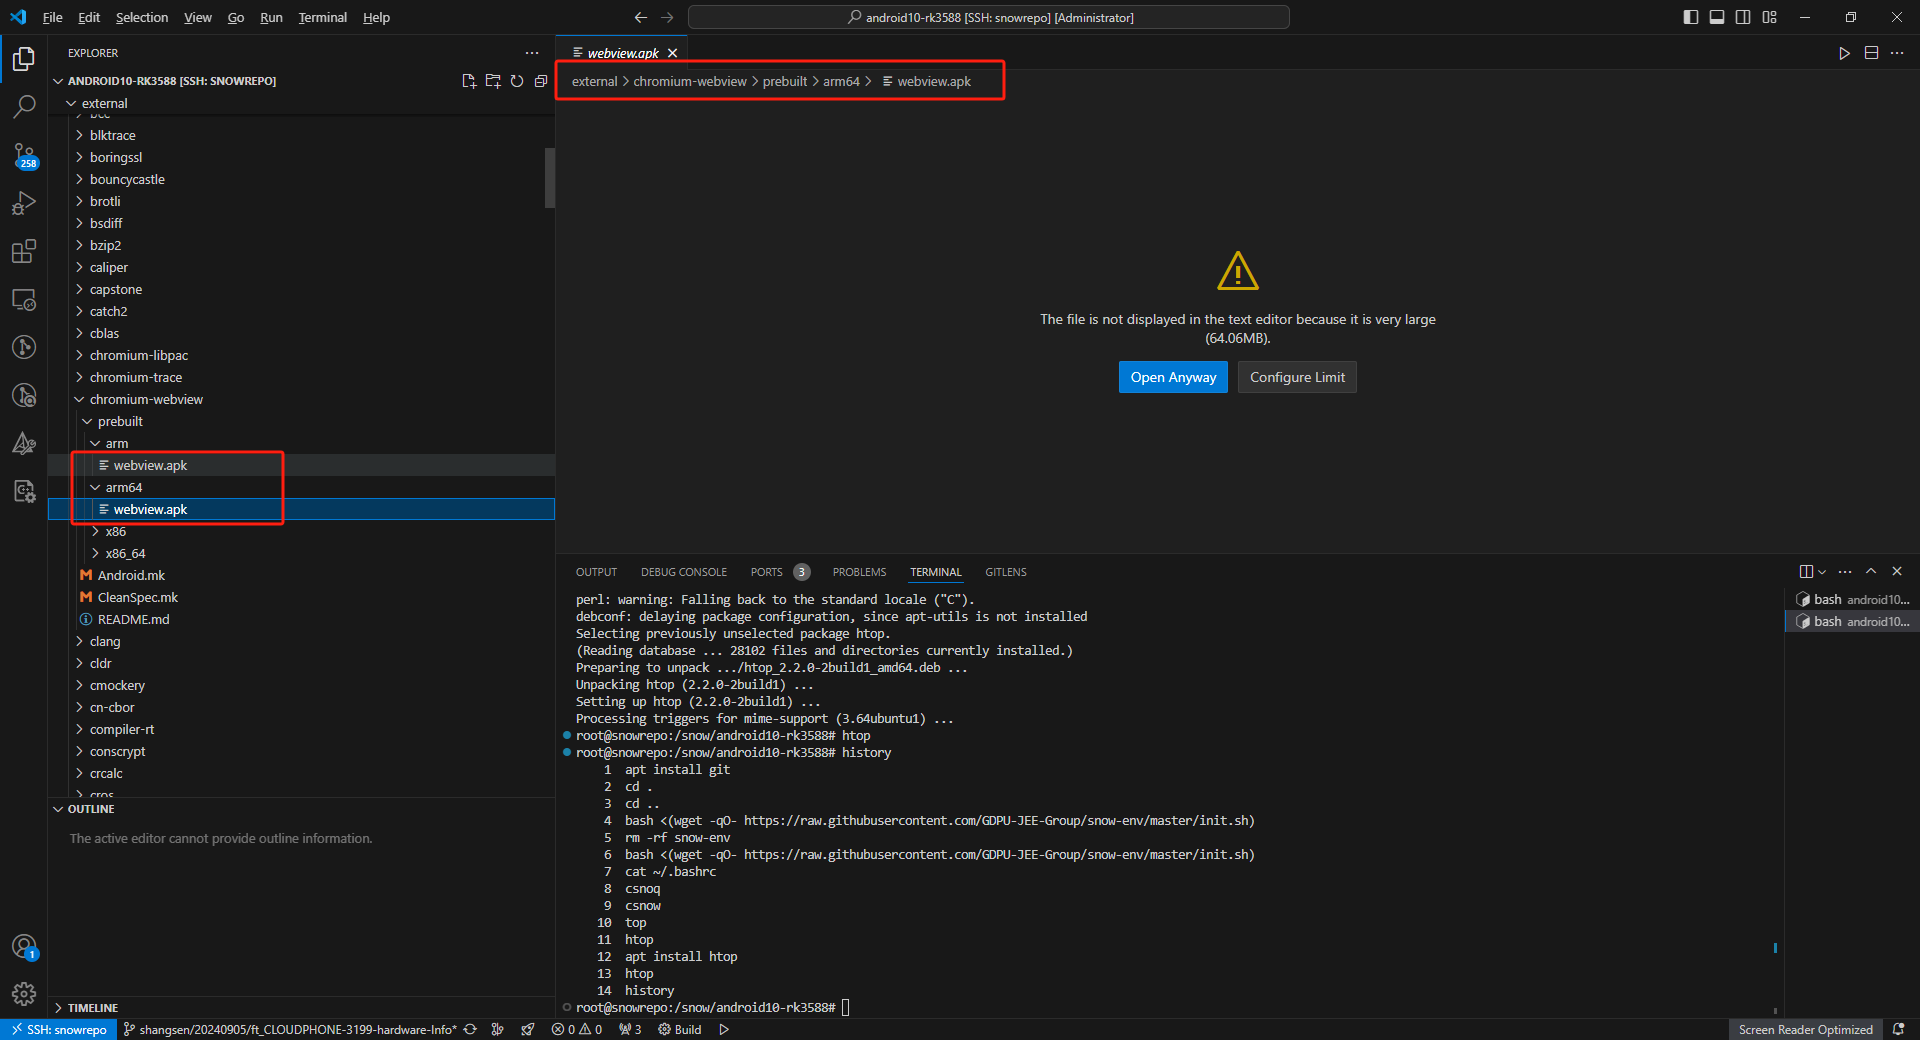 File Edit Selection View Go Run Terminal Help
android10-rk3588 [SSH: snowrepo] [Administrator]
EXPLORER
ANDROID10-RK3588 [SSH: SNOWREPO]
external
bcc
blktrace
boringssl
bouncycastle
brotli
bsdiff
bzip2
caliper
capstone
catch2
cblas
chromium-libpac
chromium-trace
chromium-webview
prebuilt
arm
webview.apk
arm64
webview.apk
x86
x86_64
Android.mk
CleanSpec.mk
README.md
clang
cldr
cmockery
cn-cbor
compiler-rt
conscrypt
crcalc
cros
OUTLINE
The active editor cannot provide outline information.
TIMELINE
258
1
webview.apk
external > chromium-webview > prebuilt > arm64 > webview.apk
The file is not displayed in the text editor because it is very large
(64.06MB).
Open Anyway Configure Limit
OUTPUT DEBUG CONSOLE PORTS 3 PROBLEMS TERMINAL GITLENS
perl: warning: Falling back to the standard locale ("C").
debconf: delaying package configuration, since apt-utils is not installed
Selecting previously unselected package htop.
(Reading database ... 28102 files and directories currently installed.)
Preparing to unpack .../htop_2.2.0-2build1_amd64.deb ...
Unpacking htop (2.2.0-2build1) ...
Setting up htop (2.2.0-2build1) ...
Processing triggers for mime-support (3.64ubuntu1) ...
root@snowrepo:/snow/android10-rk3588# htop
root@snowrepo:/snow/android10-rk3588# history
1 apt install git
2 cd .
3 cd ..
4 bash <(wget -qO- https://raw.githubusercontent.com/GDPU-JEE-Group/snow-env/master/init.sh)
5 rm -rf snow-env
6 bash <(wget -qO- https://raw.githubusercontent.com/GDPU-JEE-Group/snow-env/master/init.sh)
7 cat ~/.bashrc
8 csnoq
9 csnow
10 top
11 htop
12 apt install htop
13 htop
14 history
root@snowrepo:/snow/android10-rk3588#
bash android10...
bash android10...
SSH: snowrepo shangsen/20240905/ft_CLOUDPHONE-3199-hardware-Info* 0 0 3 Build Screen Reader Optimized